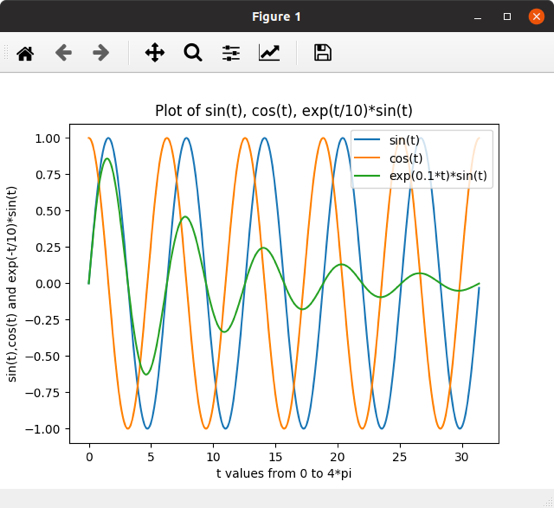 Figure 1
Plot of sin(t), cos(t), exp(t/10)*sin(t)
sin(t)
cos(t)
exp(0.1*t)*sin(t)
sin(t),cos(t) and exp(-t/10)*sin(t)
1.00
0.75
0.50
0.25
0.00
−0.25
−0.50
−0.75
−1.00
0 5 10 15 20 25 30
t values from 0 to 4*pi